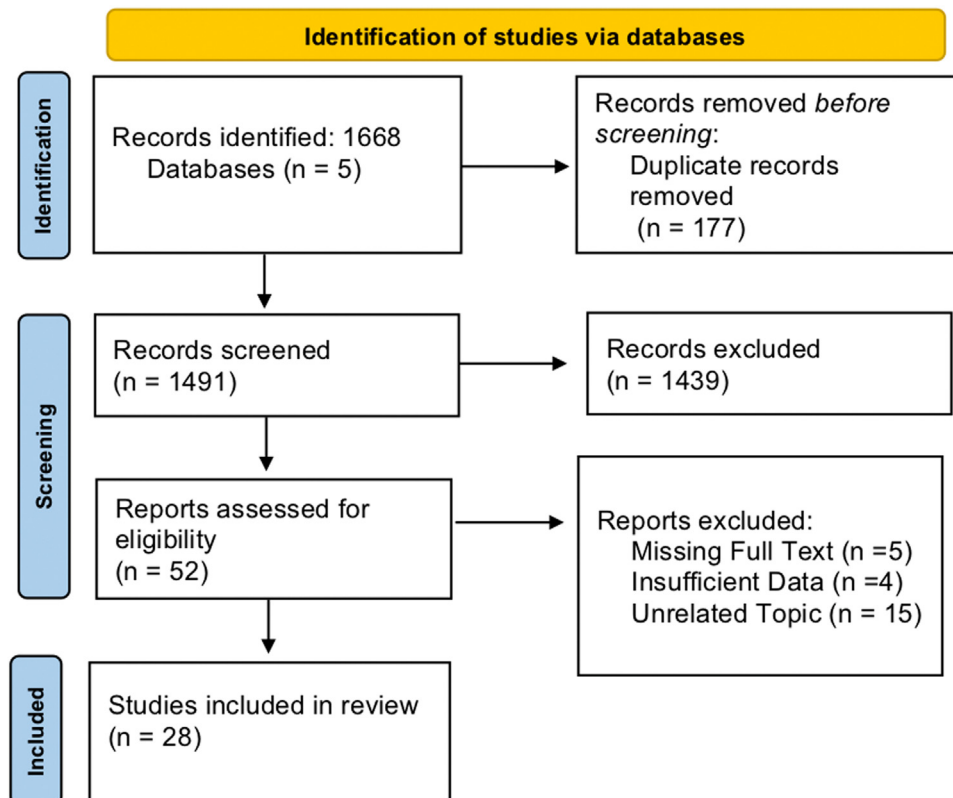 Identification of studies via databases
Identification
Records identified: 1668
Databases (n = 5)
Records removed before
screening:
Duplicate records
removed
(n = 177)
Screening
Records screened
(n = 1491)
Records excluded
(n = 1439)
Reports assessed for
eligibility
(n = 52)
Reports excluded:
Missing Full Text (n =5)
Insufficient Data (n =4)
Unrelated Topic (n = 15)
Included
Studies included in review
(n = 28)